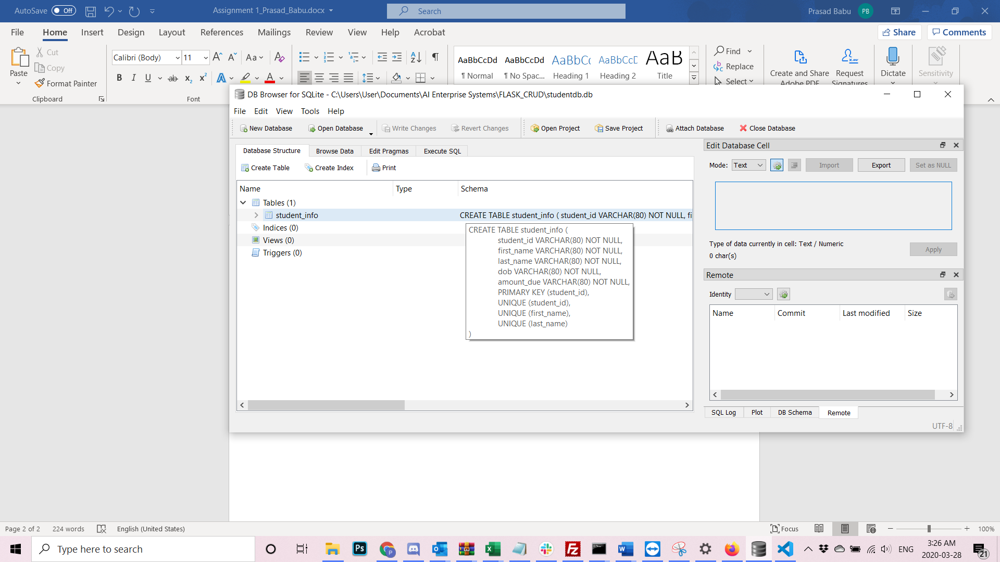 AutoSave Off
Assignment 1_Prasad_Babu.docx
Search
Prasad Babu PB
File Home Insert Design Layout References Mailings Review View Help Acrobat
Share Comments
Paste
Cut
Copy
Format Painter
Clipboard
Calibri (Body) 11
Font
AaBbCcDd AaBbCcDd AaBbCc AaBbCcC AaB
¶ Normal ¶ No Spac... Heading 1 Heading 2 Title
Find
Replace
Select
Create and Share
Adobe PDF
Request
Signatures
Dictate
Sensitivity
DB Browser for SQLite - C:\Users\User\Documents\AI Enterprise Systems\FLASK_CRUD\studentdb.db
File Edit View Tools Help
New Database Open Database Write Changes Revert Changes Open Project Save Project Attach Database Close Database
Database Structure Browse Data Edit Pragmas Execute SQL
Create Table Create Index Print
Name Type Schema
Tables (1)
student_info CREATE TABLE student_info ( student_id VARCHAR(80) NOT NULL, fi
Indices (0)
Views (0)
Triggers (0)
CREATE TABLE student_info (
student_id VARCHAR(80) NOT NULL,
first_name VARCHAR(80) NOT NULL,
last_name VARCHAR(80) NOT NULL,
dob VARCHAR(80) NOT NULL,
amount_due VARCHAR(80) NOT NULL,
PRIMARY KEY (student_id),
UNIQUE (student_id),
UNIQUE (first_name),
UNIQUE (last_name)
)
Edit Database Cell
Mode: Text Import Export Set as NULL
Type of data currently in cell: Text / Numeric
0 char(s)
Apply
Remote
Identity
Name Commit Last modified Size
SQL Log Plot DB Schema Remote
UTF-8
Page 2 of 2 224 words English (United States)
Focus 100%
Type here to search
ENG
3:26 AM
2020-03-28
21